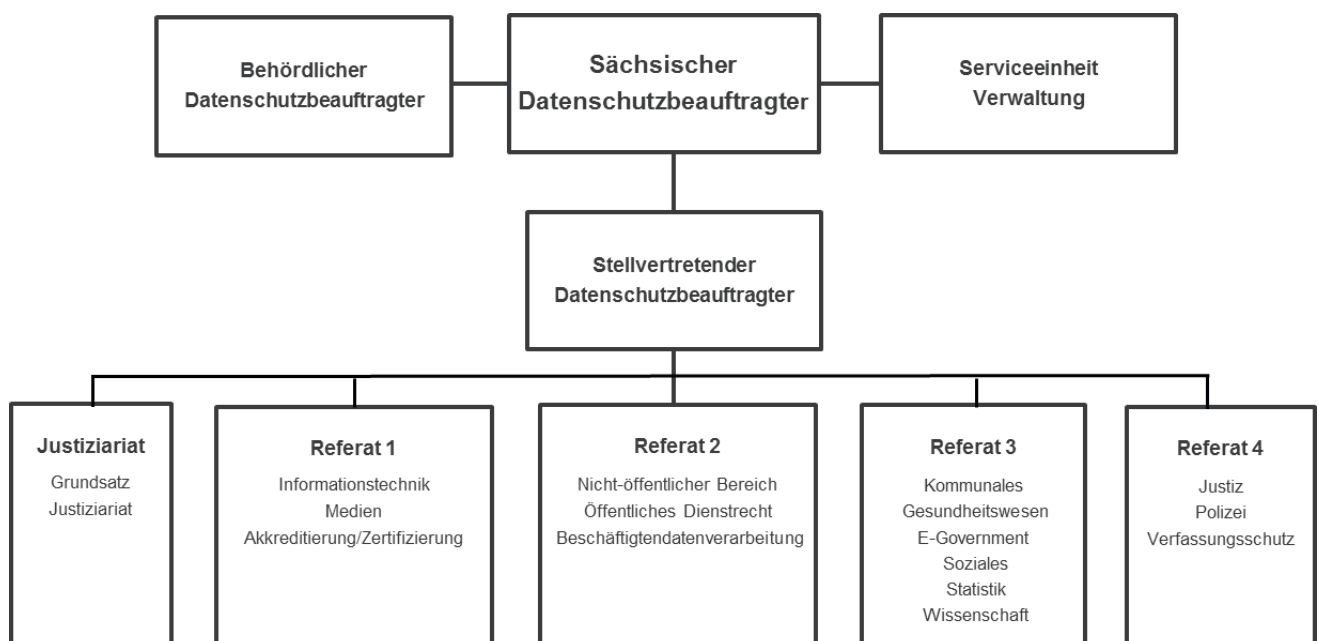 Behördlicher
Datenschutzbeauftragter
Sächsischer
Datenschutzbeauftragter
Serviceeinheit
Verwaltung
Stellvertretender
Datenschutzbeauftragter
Justiziariat
Grundsatz
Justiziariat
Referat 1
Informationstechnik
Medien
Akkreditierung/Zertifizierung
Referat 2
Nicht-öffentlicher Bereich
Öffentliches Dienstrecht
Beschäftigtendatenverarbeitung
Referat 3
Kommunales
Gesundheitswesen
E-Government
Soziales
Statistik
Wissenschaft
Referat 4
Justiz
Polizei
Verfassungsschutz